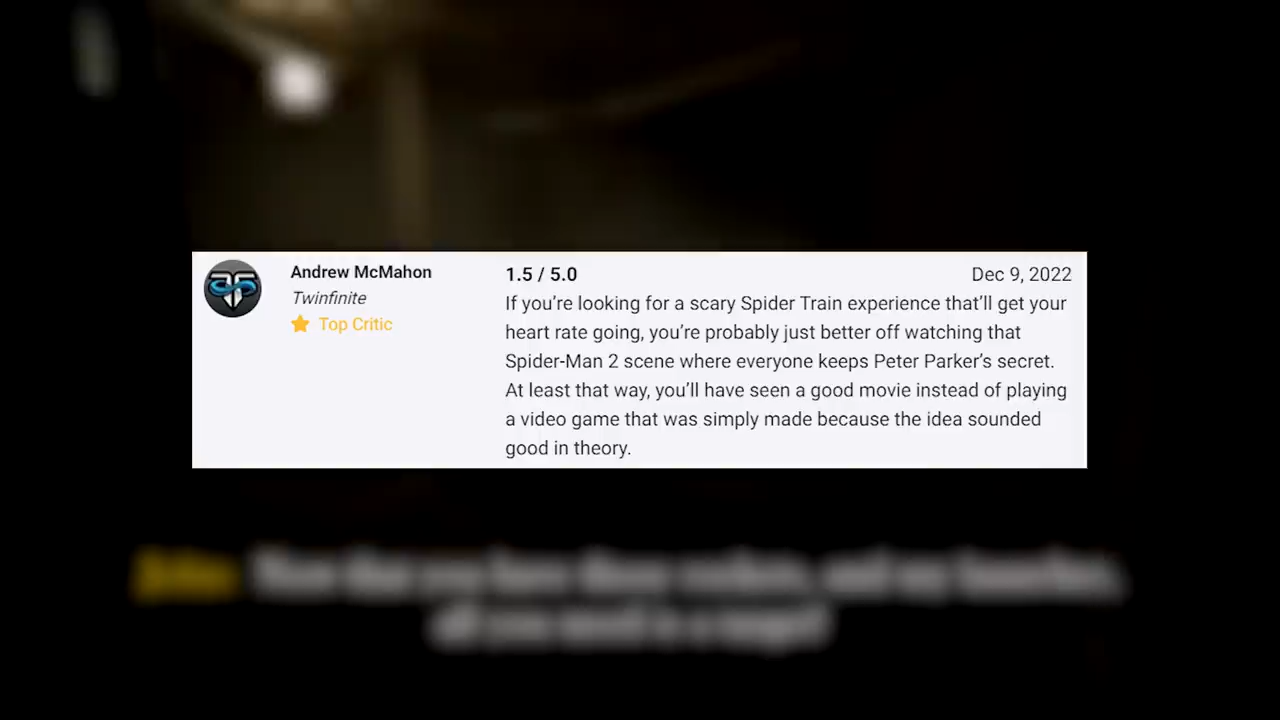 Andrew McMahon
Twinfinite
Top Critic
1.5 / 5.0
Dec 9, 2022
If you’re looking for a scary Spider Train experience that’ll get your
heart rate going, you’re probably just better off watching that
Spider-Man 2 scene where everyone keeps Peter Parker’s secret.
At least that way, you’ll have seen a good movie instead of playing
a video game that was simply made because the idea sounded
good in theory.